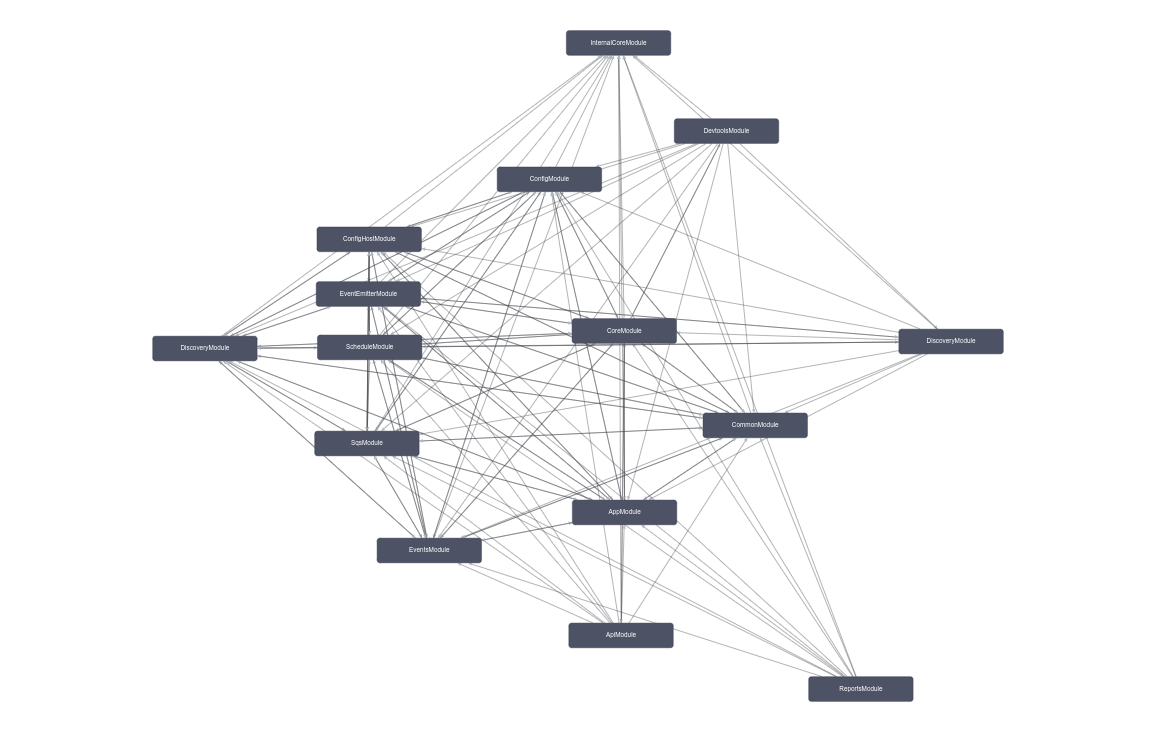 InternalCoreModule
DevtoolsModule
ConfigModule
ConfigHostModule
EventEmitterModule
CoreModule
DiscoveryModule
ScheduleModule
DiscoveryModule
CommonModule
SqsModule
AppModule
EventsModule
ApiModule
ReportsModule